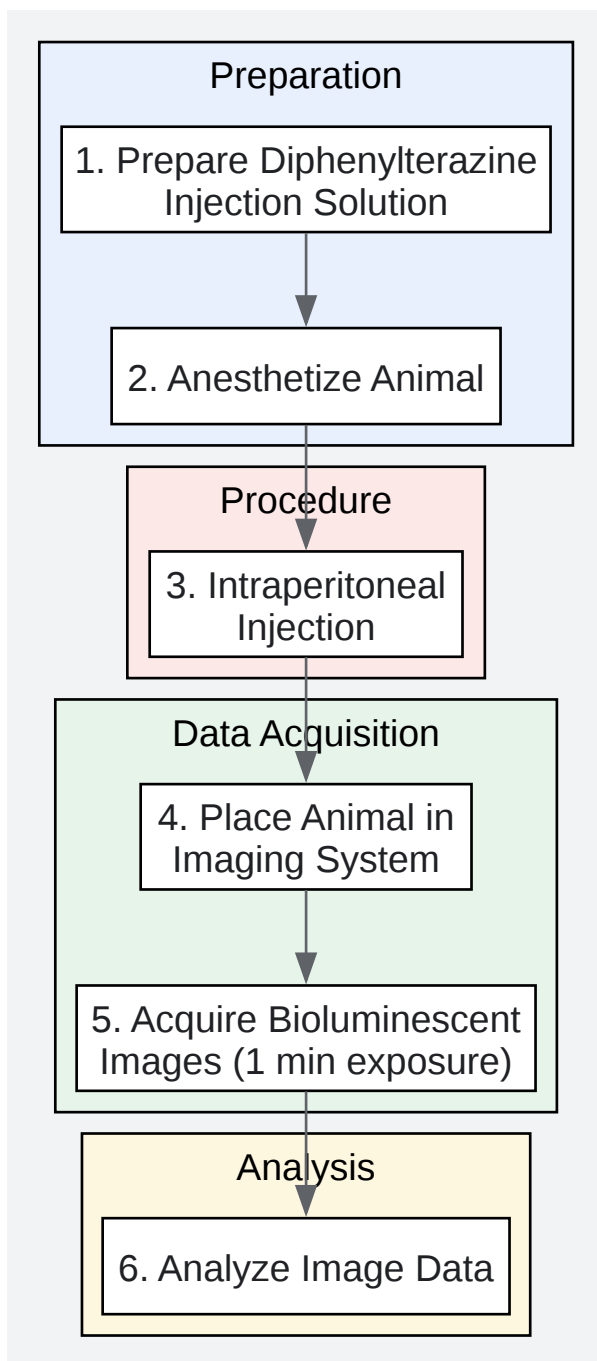 Preparation
1. Prepare Diphenylterazine
Injection Solution
2. Anesthetize Animal
Procedure
3. Intraperitoneal
Injection
Data Acquisition
4. Place Animal in
Imaging System
5. Acquire Bioluminescent
Images (1 min exposure)
Analysis
6. Analyze Image Data